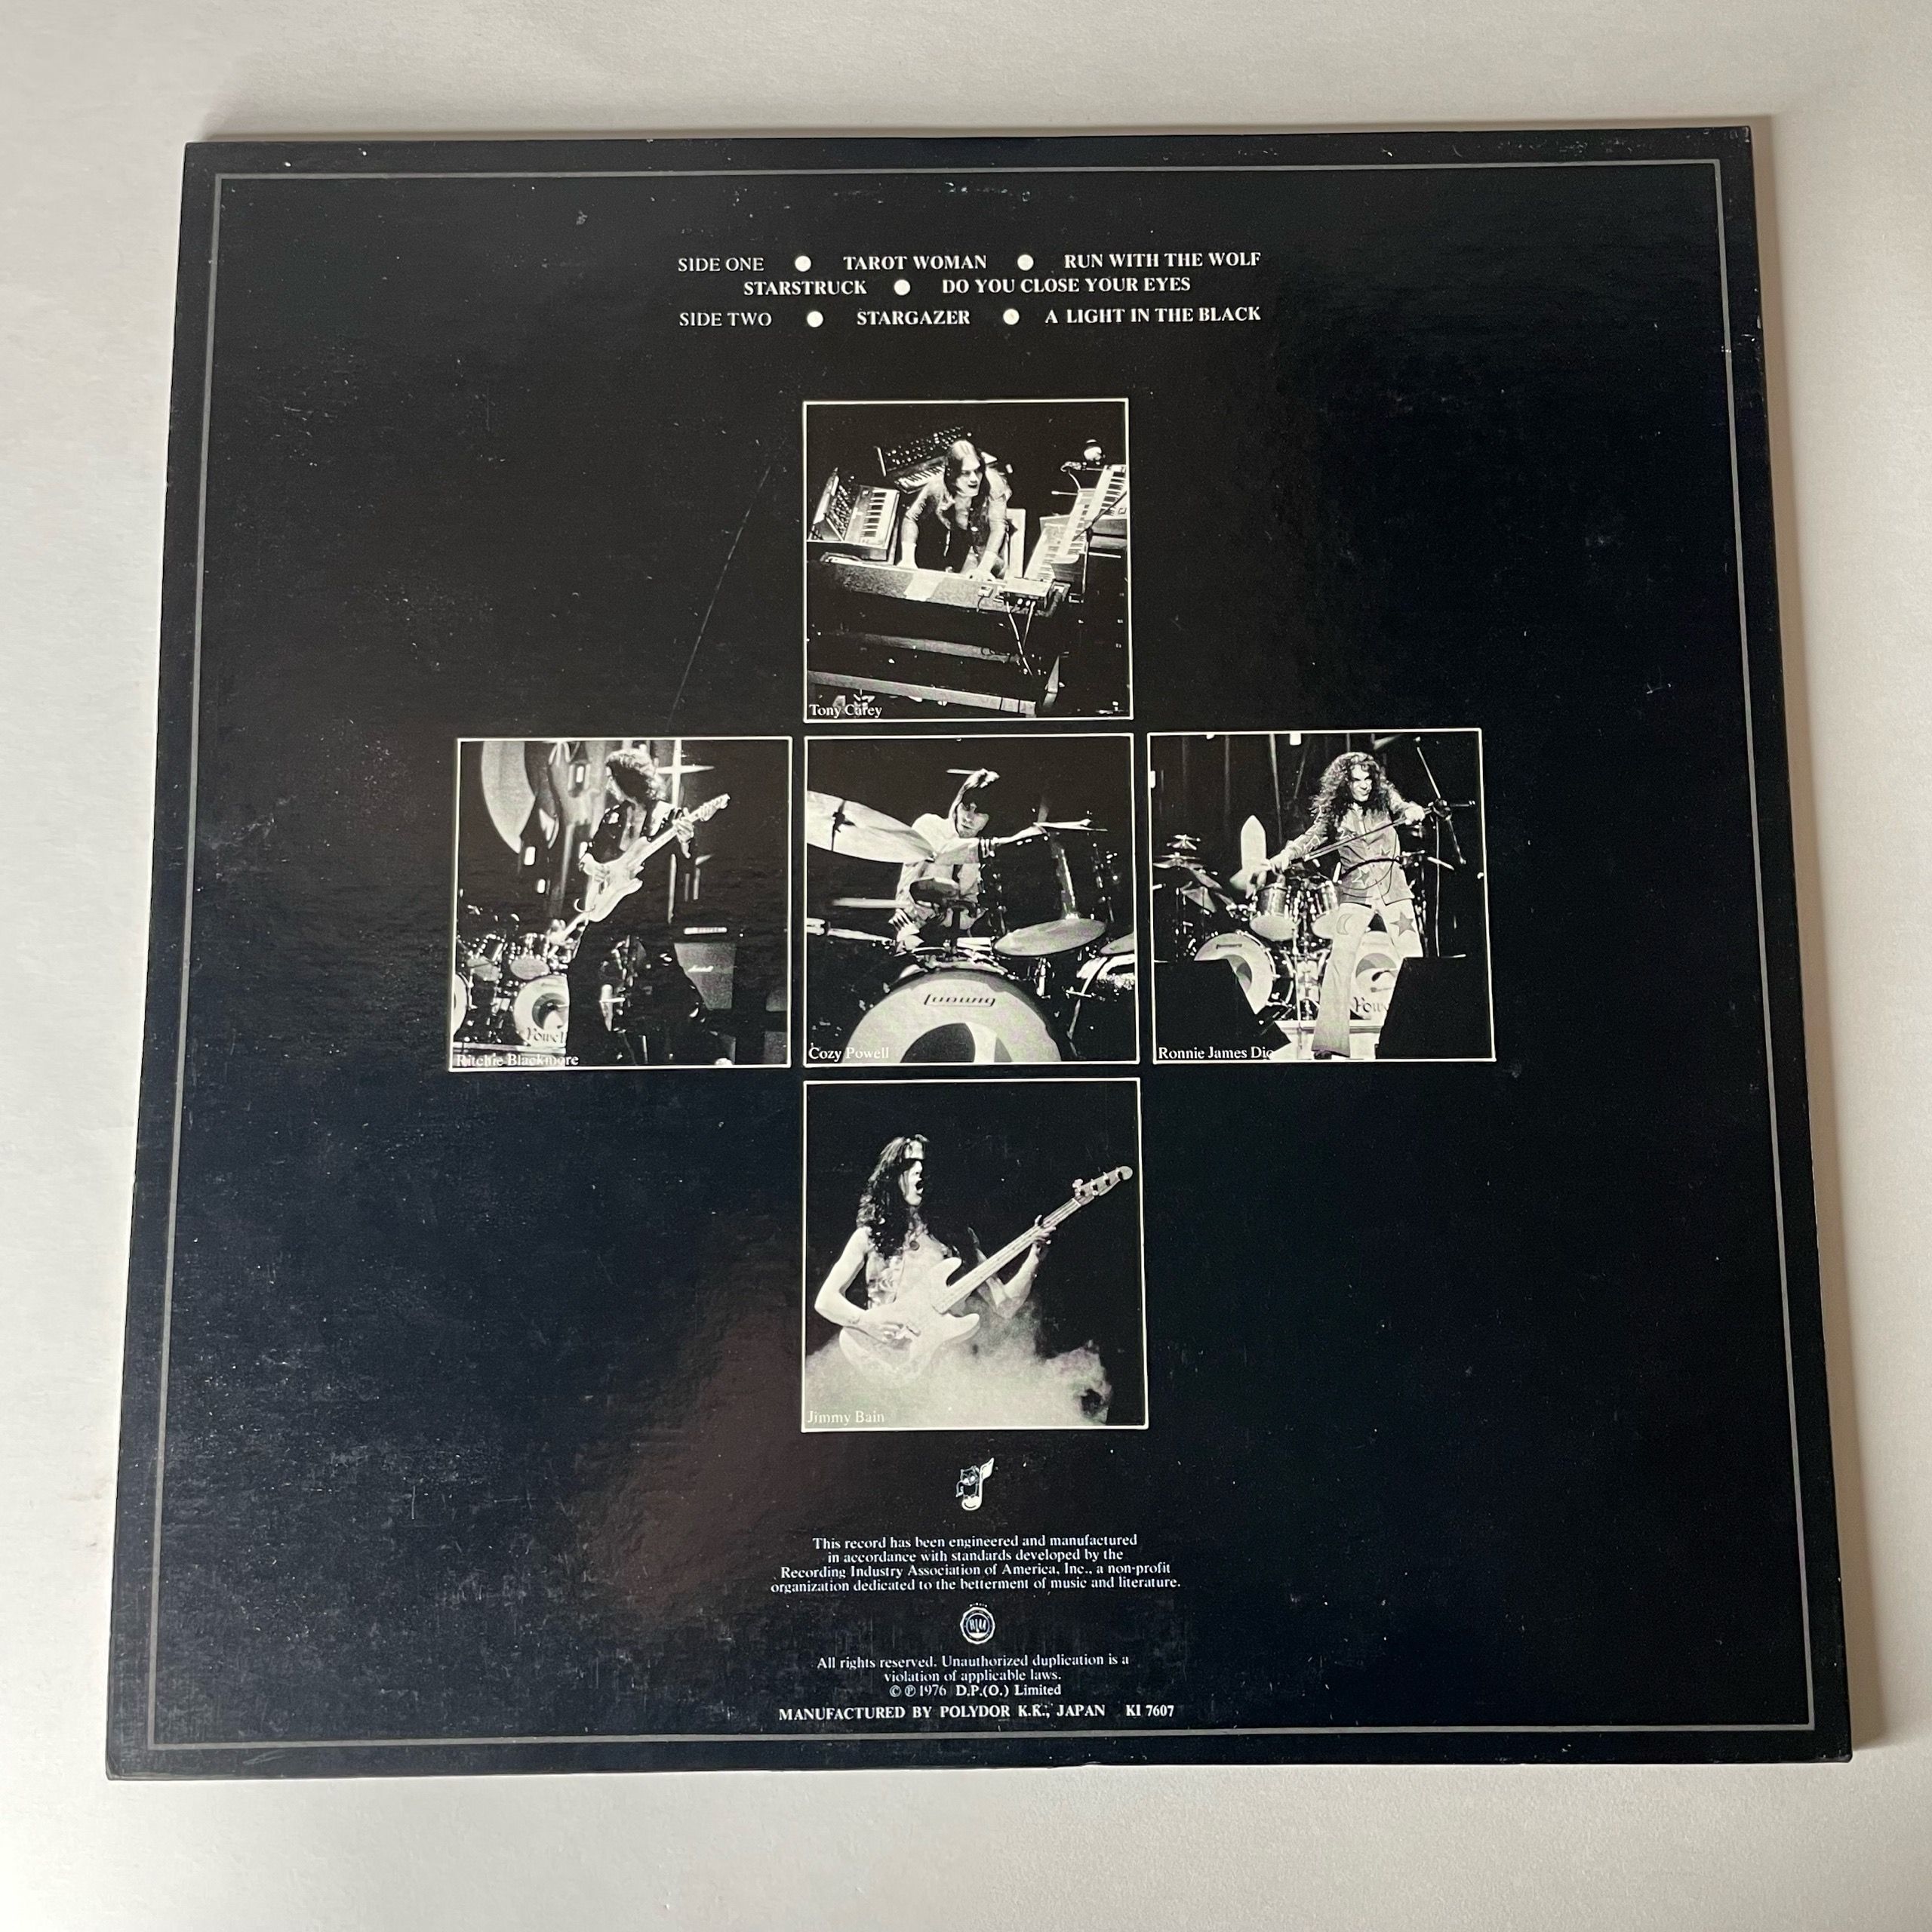 SIDE ONE ● TAROT WOMAN ● RUN WITH THE WOLF
STARSTRUCK ● DO YOU CLOSE YOUR EYES
SIDE TWO ● STARGAZER ● A LIGHT IN THE BLACK
Tony Carey
Ritchie Blackmore
Cozy Powell
Ronnie James Dio
Ludwig
Marshall
Powell
Jimmy Bain
This record has been engineered and manufactured
in accordance with standards developed by the
Recording Industry Association of America, Inc., a non-profit
organization dedicated to the betterment of music and literature.
RIAA
All rights reserved. Unauthorized duplication is a
violation of applicable laws.
© ℗ 1976 D.P.(O.) Limited
MANUFACTURED BY POLYDOR K.K., JAPAN KI 7607